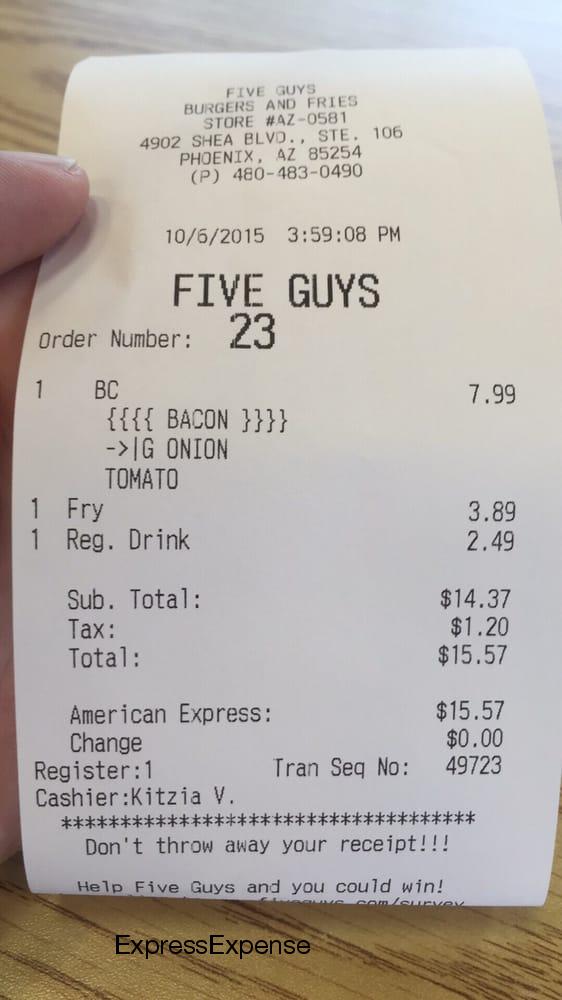 FIVE GUYS
BURGERS AND FRIES
STORE #AZ-0581
4902 SHEA BLVD., STE. 106
PHOENIX, AZ 85254
(P) 480-483-0490
10/6/2015 3:59:08 PM
FIVE GUYS
Order Number: 23
1 BC 7.99
{{{{ BACON }}}}
->|G ONION
TOMATO
1 Fry 3.89
1 Reg. Drink 2.49
Sub. Total: $14.37
Tax: $1.20
Total: $15.57
American Express: $15.57
Change $0.00
Register:1 Tran Seq No: 49723
Cashier:Kitzia V.
***********************************
Don't throw away your receipt!!!
Help Five Guys and you could win!
fiveguys.com/survey
ExpressExpense